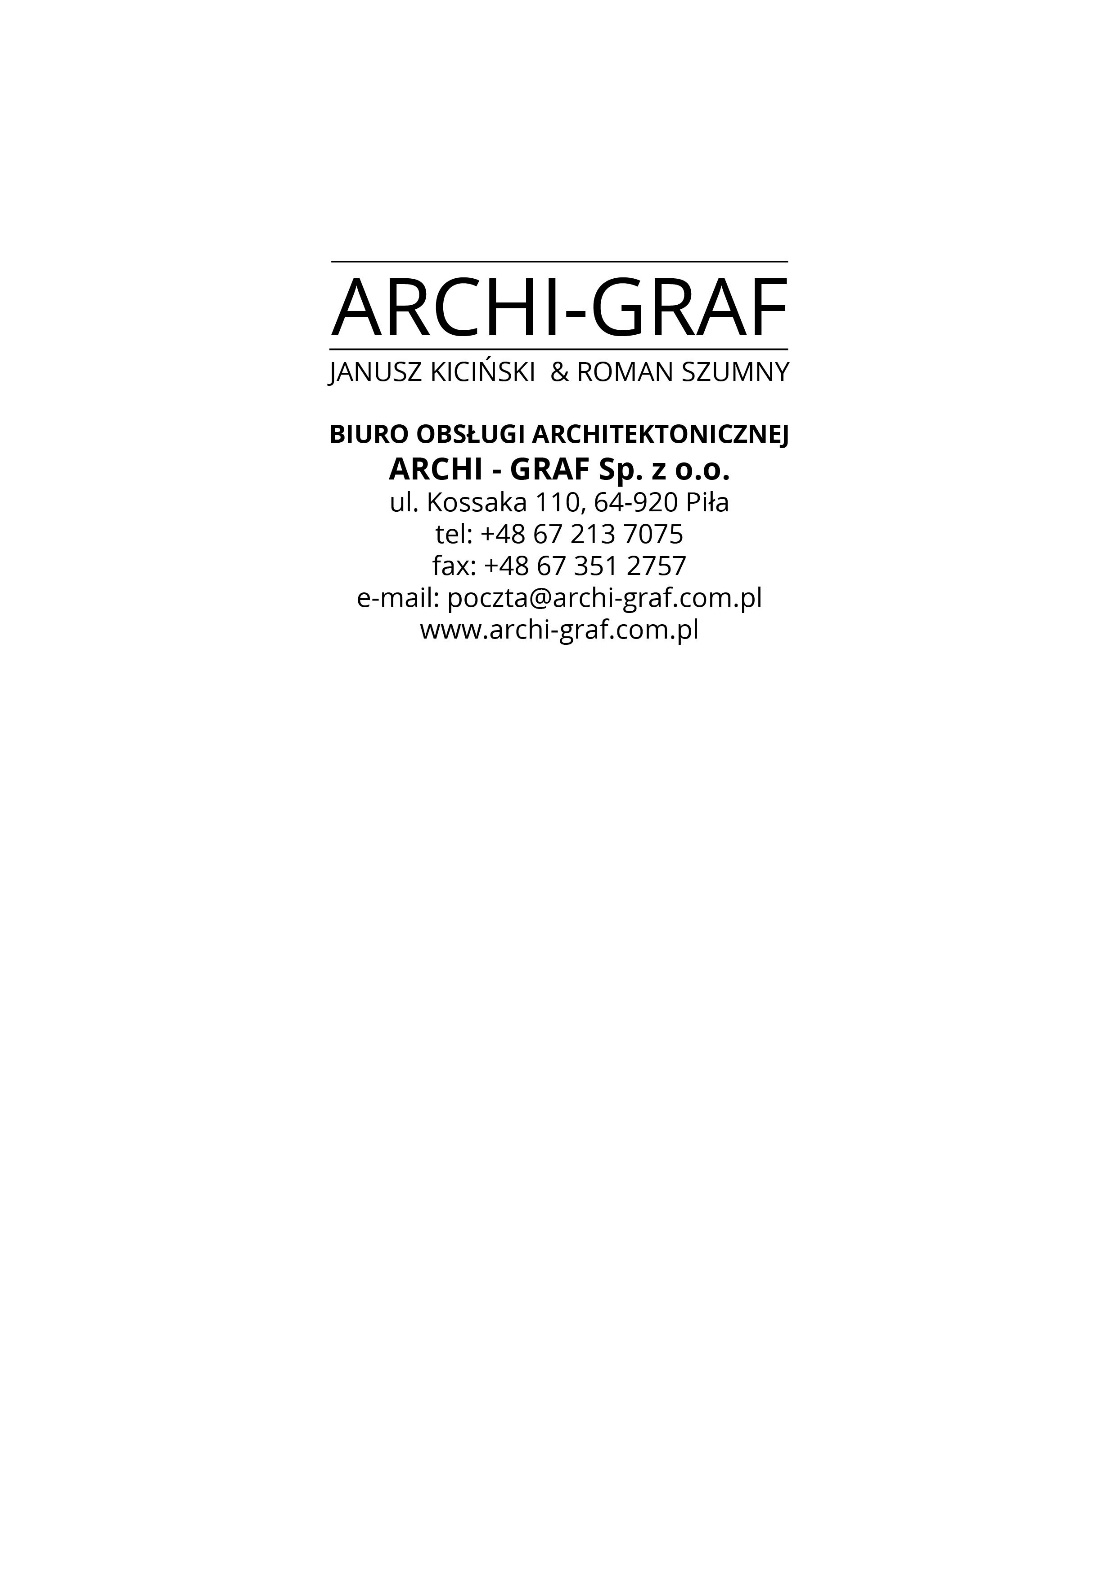 ARCHI-GRAF
JANUSZ KICIŃSKI & ROMAN SZUMNY
BIURO OBSŁUGI ARCHITEKTONICZNEJ
ARCHI - GRAF Sp. z o.o.
ul. Kossaka 110, 64-920 Piła
tel: +48 67 213 7075
fax: +48 67 351 2757
e-mail: poczta@archi-graf.com.pl
www.archi-graf.com.pl